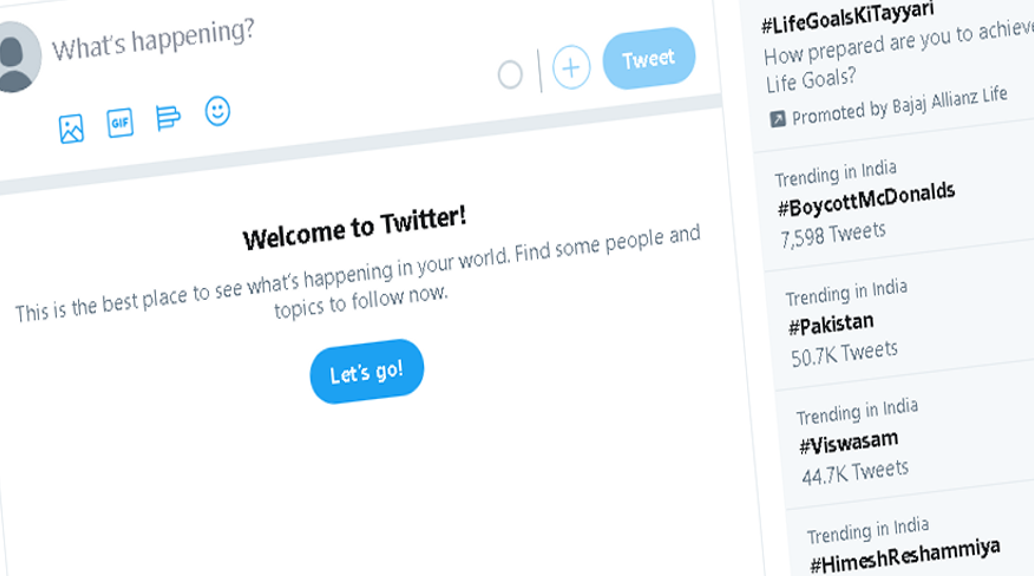 What's happening?
GIF
Tweet
Welcome to Twitter!
This is the best place to see what's happening in your world. Find some people and
topics to follow now.
Let's go!
#LifeGoalsKiTayyari
How prepared are you to achieve
Life Goals?
Promoted by Bajaj Allianz Life
Trending in India
#BoycottMcDonalds
7,598 Tweets
Trending in India
#Pakistan
50.7K Tweets
Trending in India
#Viswasam
44.7K Tweets
Trending in India
#HimeshReshammiya